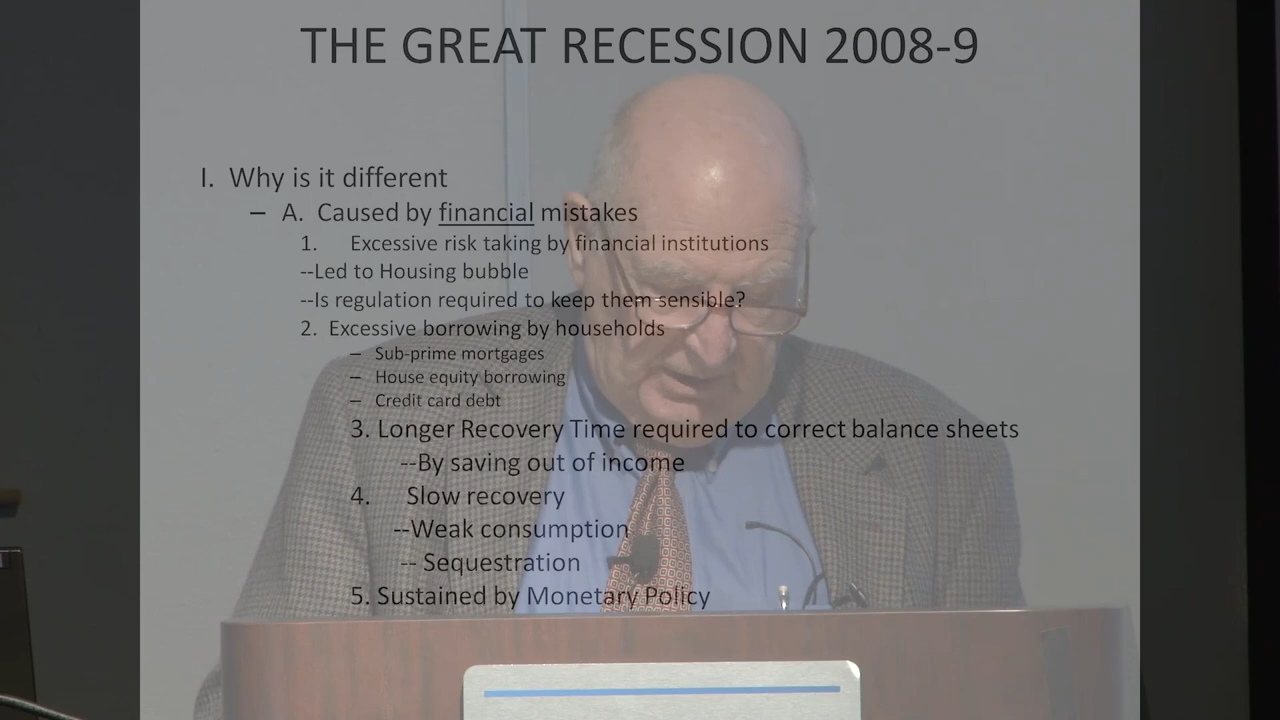 THE GREAT RECESSION 2008-9
I. Why is it different
– A. Caused by financial mistakes
1. Excessive risk taking by financial institutions
--Led to Housing bubble
--Is regulation required to keep them sensible?
2. Excessive borrowing by households
– Sub-prime mortgages
– House equity borrowing
– Credit card debt
3. Longer Recovery Time required to correct balance sheets
--By saving out of income
4. Slow recovery
--Weak consumption
-- Sequestration
5. Sustained by Monetary Policy